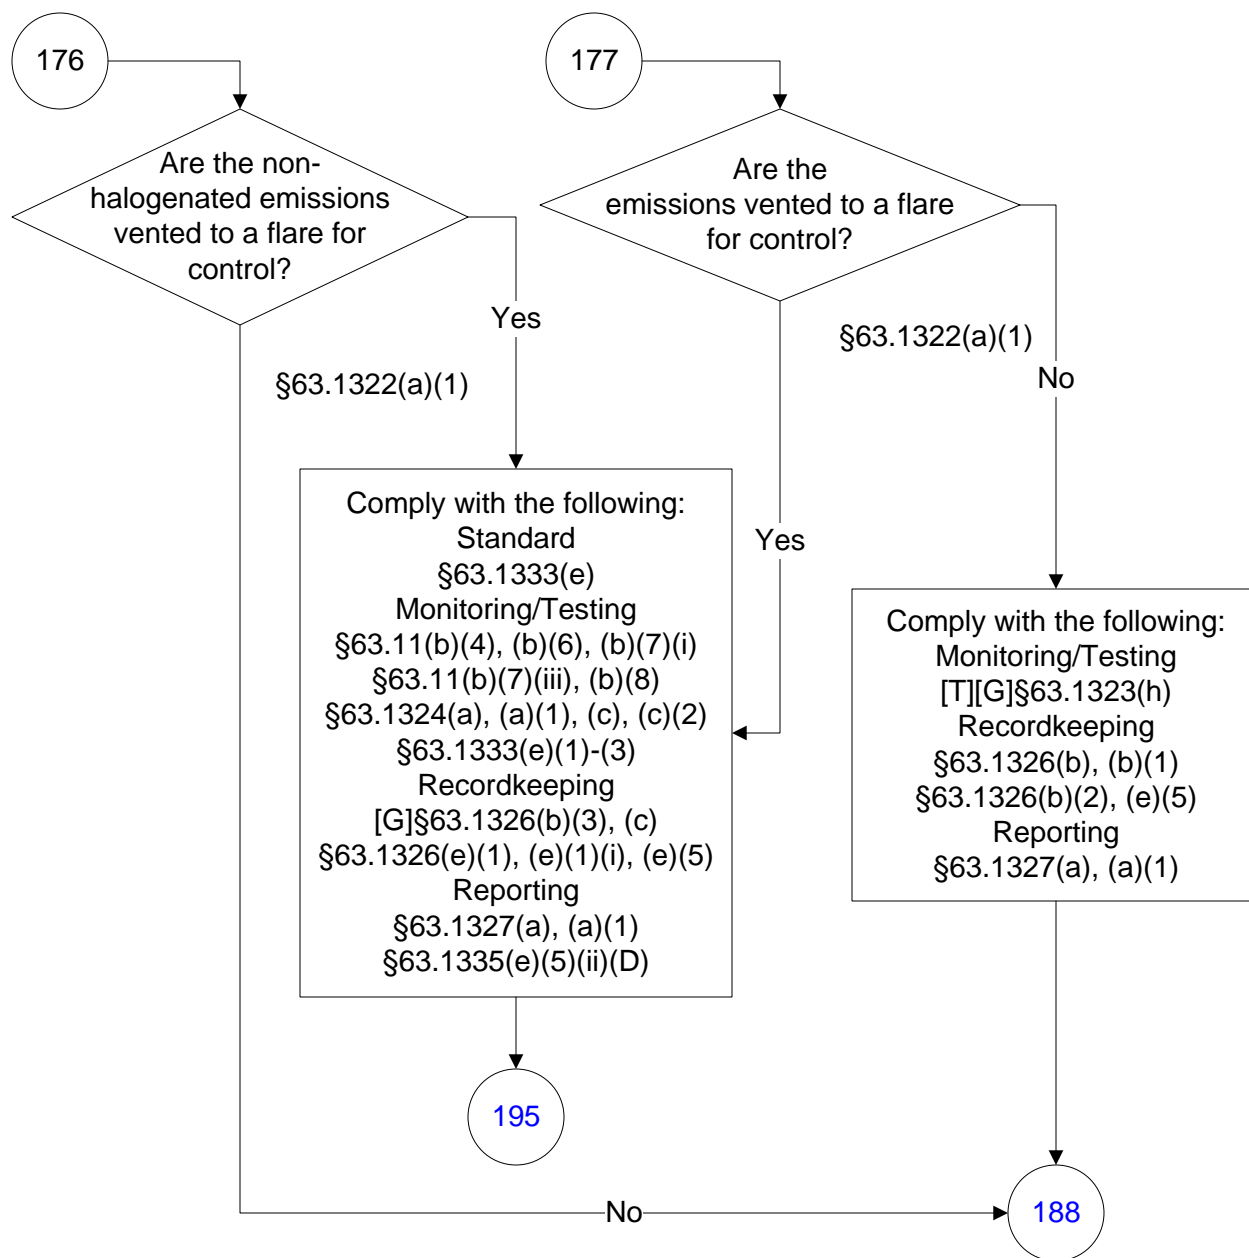 176
177
Are the non-
halogenated emissions
vented to a flare for
control?
Are the
emissions vented to a flare
for control?
Yes
§63.1322(a)(1)
§63.1322(a)(1)
No
Yes
Comply with the following:
Standard
§63.1333(e)
Monitoring/Testing
§63.11(b)(4), (b)(6), (b)(7)(i)
§63.11(b)(7)(iii), (b)(8)
§63.1324(a), (a)(1), (c), (c)(2)
§63.1333(e)(1)-(3)
Recordkeeping
[G]§63.1326(b)(3), (c)
§63.1326(e)(1), (e)(1)(i), (e)(5)
Reporting
§63.1327(a), (a)(1)
§63.1335(e)(5)(ii)(D)
Comply with the following:
Monitoring/Testing
[T][G]§63.1323(h)
Recordkeeping
§63.1326(b), (b)(1)
§63.1326(b)(2), (e)(5)
Reporting
§63.1327(a), (a)(1)
195
No
188